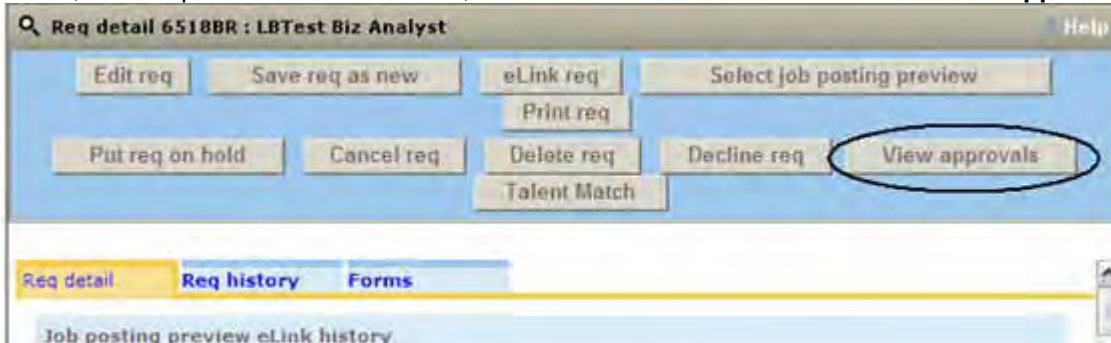 Req detail 6518BR : LBTest Biz Analyst Help
Edit req Save req as new eLink req Select job posting preview
Print req
Put req on hold Cancel req Delete req Decline req View approvals
Talent Match
Req detail Req history Forms
Job posting preview eLink history